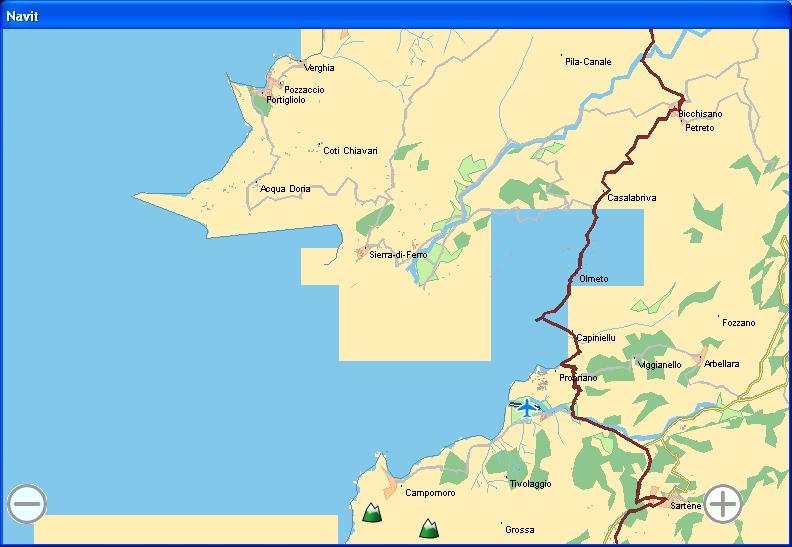 Navit
Pila-Canale
Verghia
Pozzaccio
Portigliolo
Bicchisano
Petreto
Coti Chiavari
Acqua Doria
Casalabriva
Sierra-di-Ferro
Olmeto
Fozzano
Capiniellu
Viggianello
Arbellara
Propriano
Tivolaggio
Campomoro
Sartène
Grossa